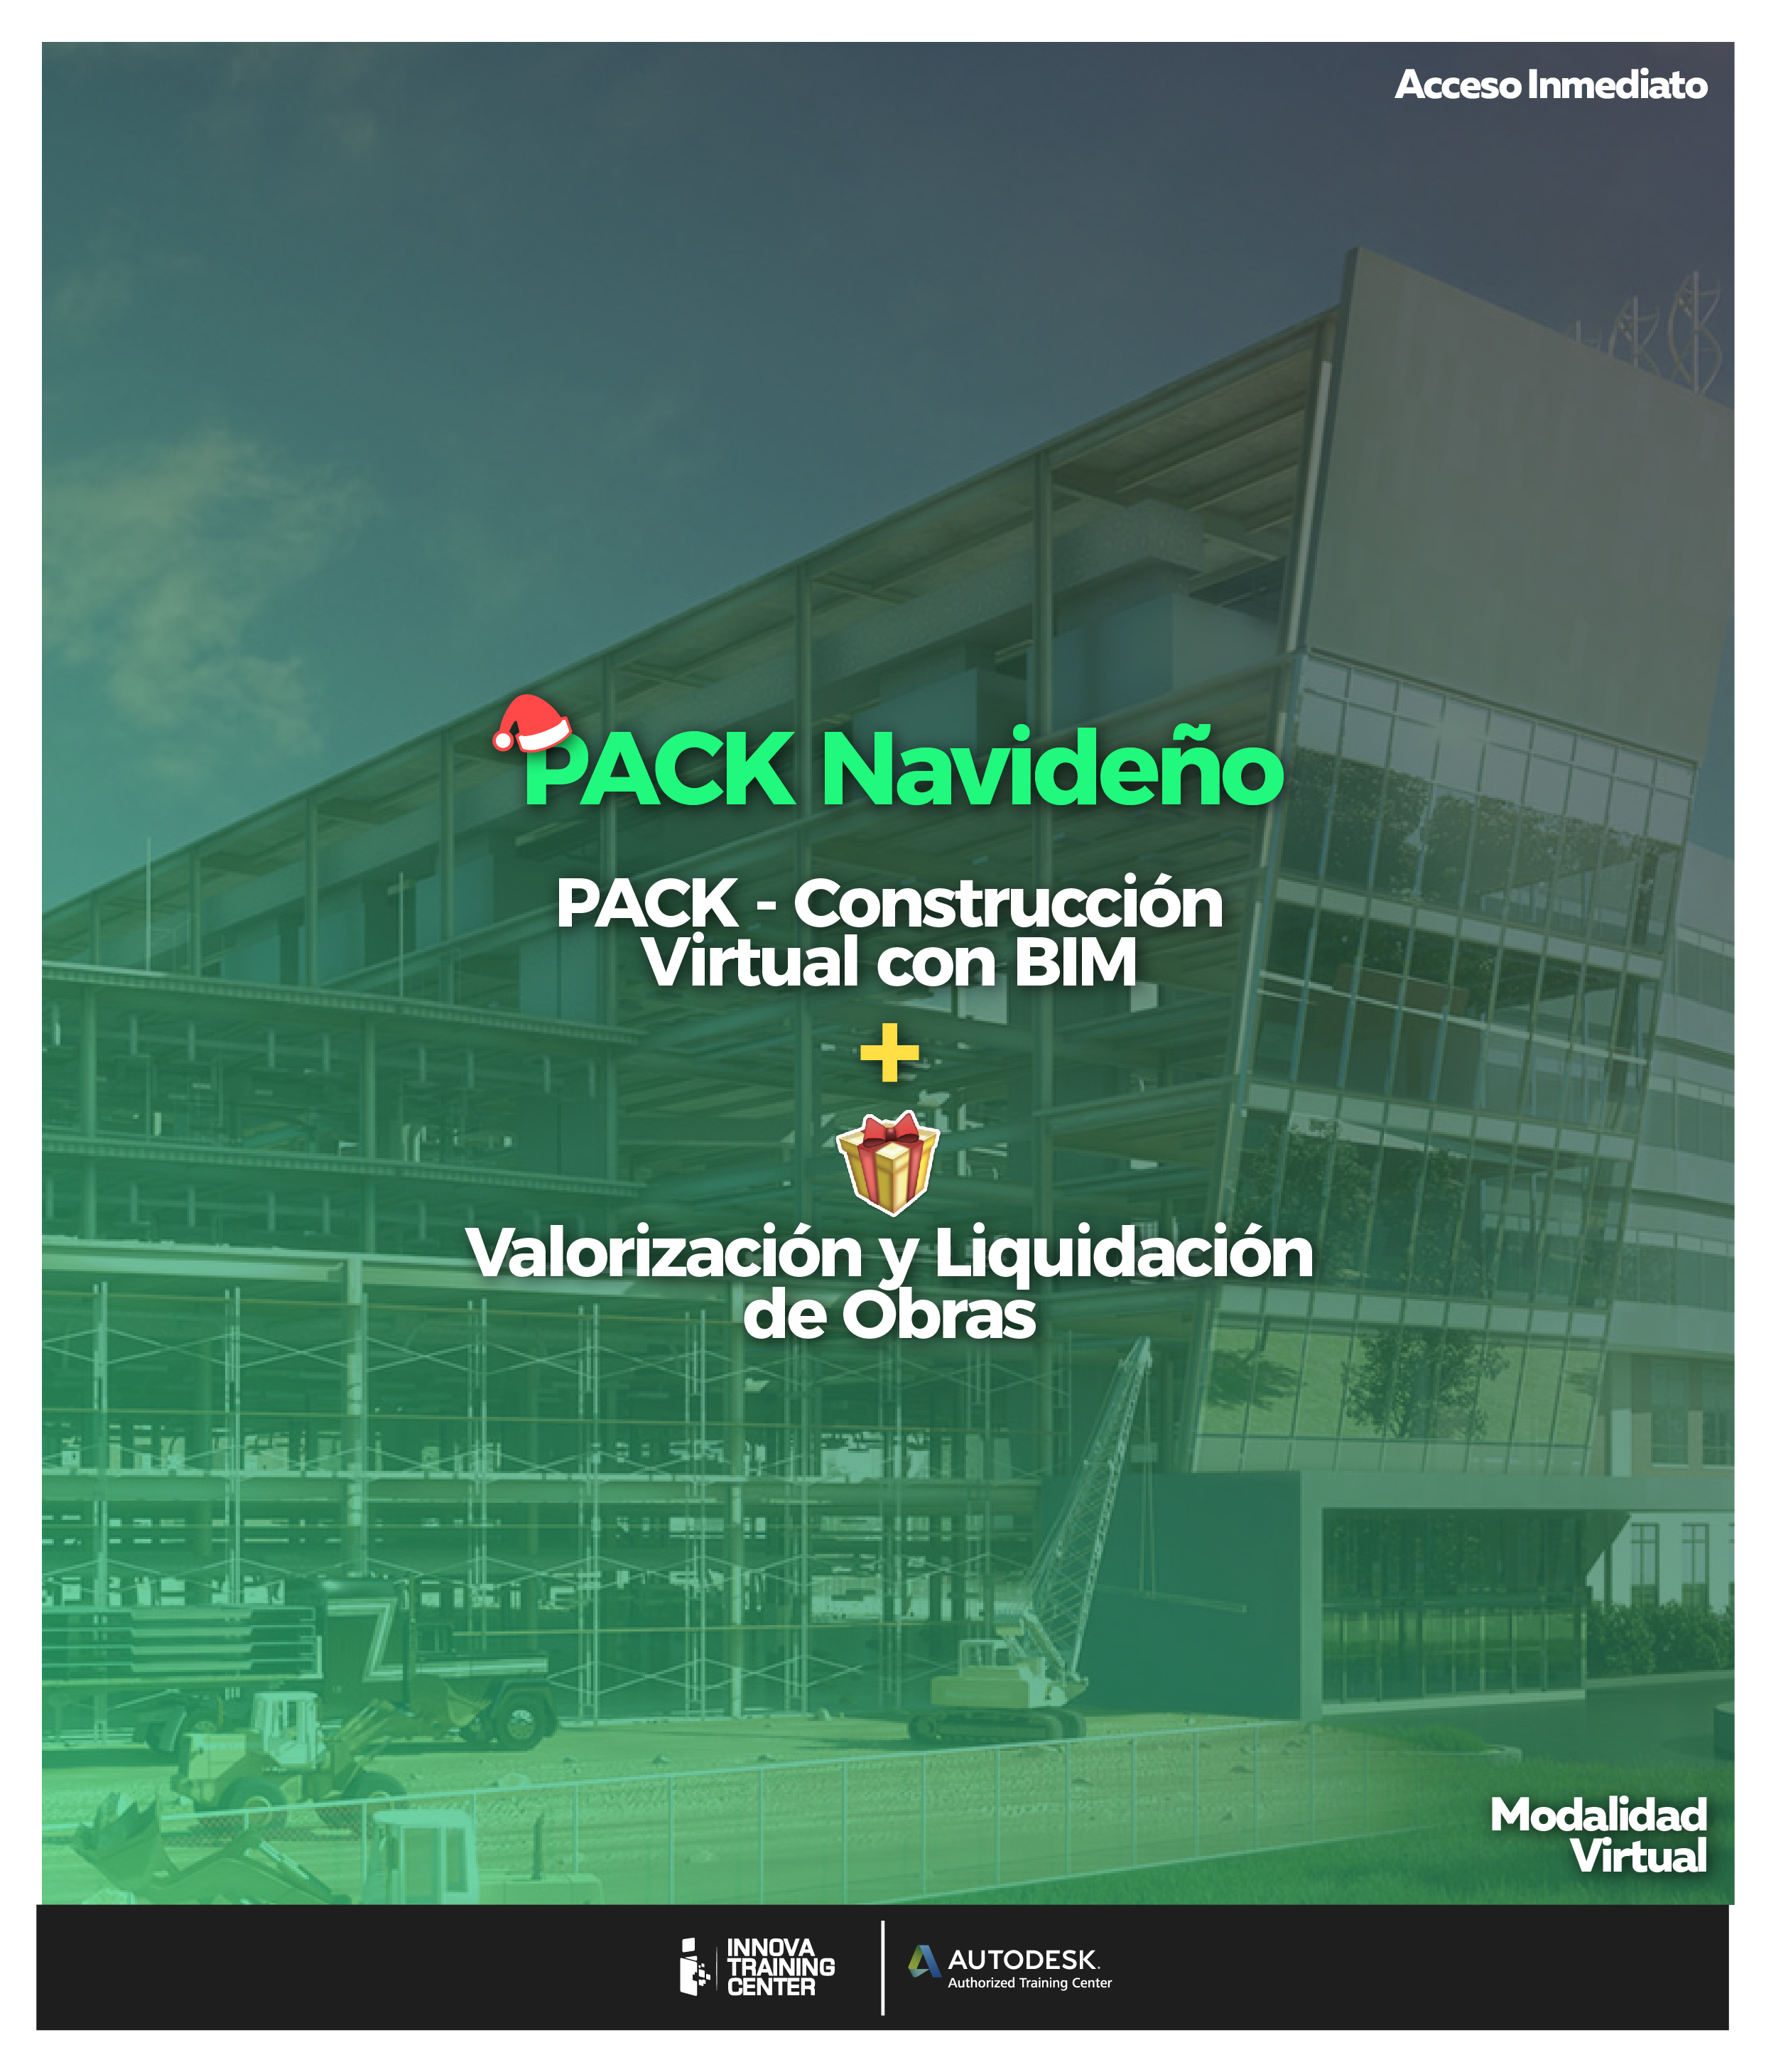 Acceso Inmediato
PACK Navideño
PACK - Construcción
Virtual con BIM
+
Valorización y Liquidación
de Obras
Modalidad
Virtual
INNOVA
TRAINING
CENTER
AUTODESK.
Authorized Training Center